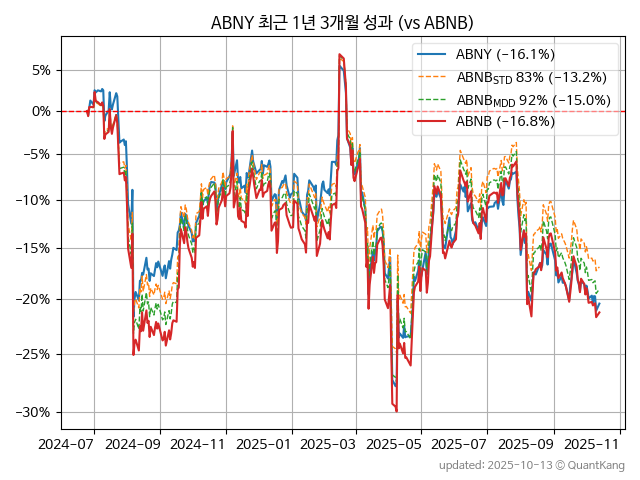 ABNY 최근 1년 3개월 성과 (vs ABNB)
ABNY (−16.1%)
ABNBSTD 83% (−13.2%)
ABNBMDD 92% (−15.0%)
ABNB (−16.8%)
5%
0%
−5%
−10%
−15%
−20%
−25%
−30%
2024−07 2024−09 2024−11 2025−01 2025−03 2025−05 2025−07 2025−09 2025−11
updated: 2025−10−13 © QuantKang